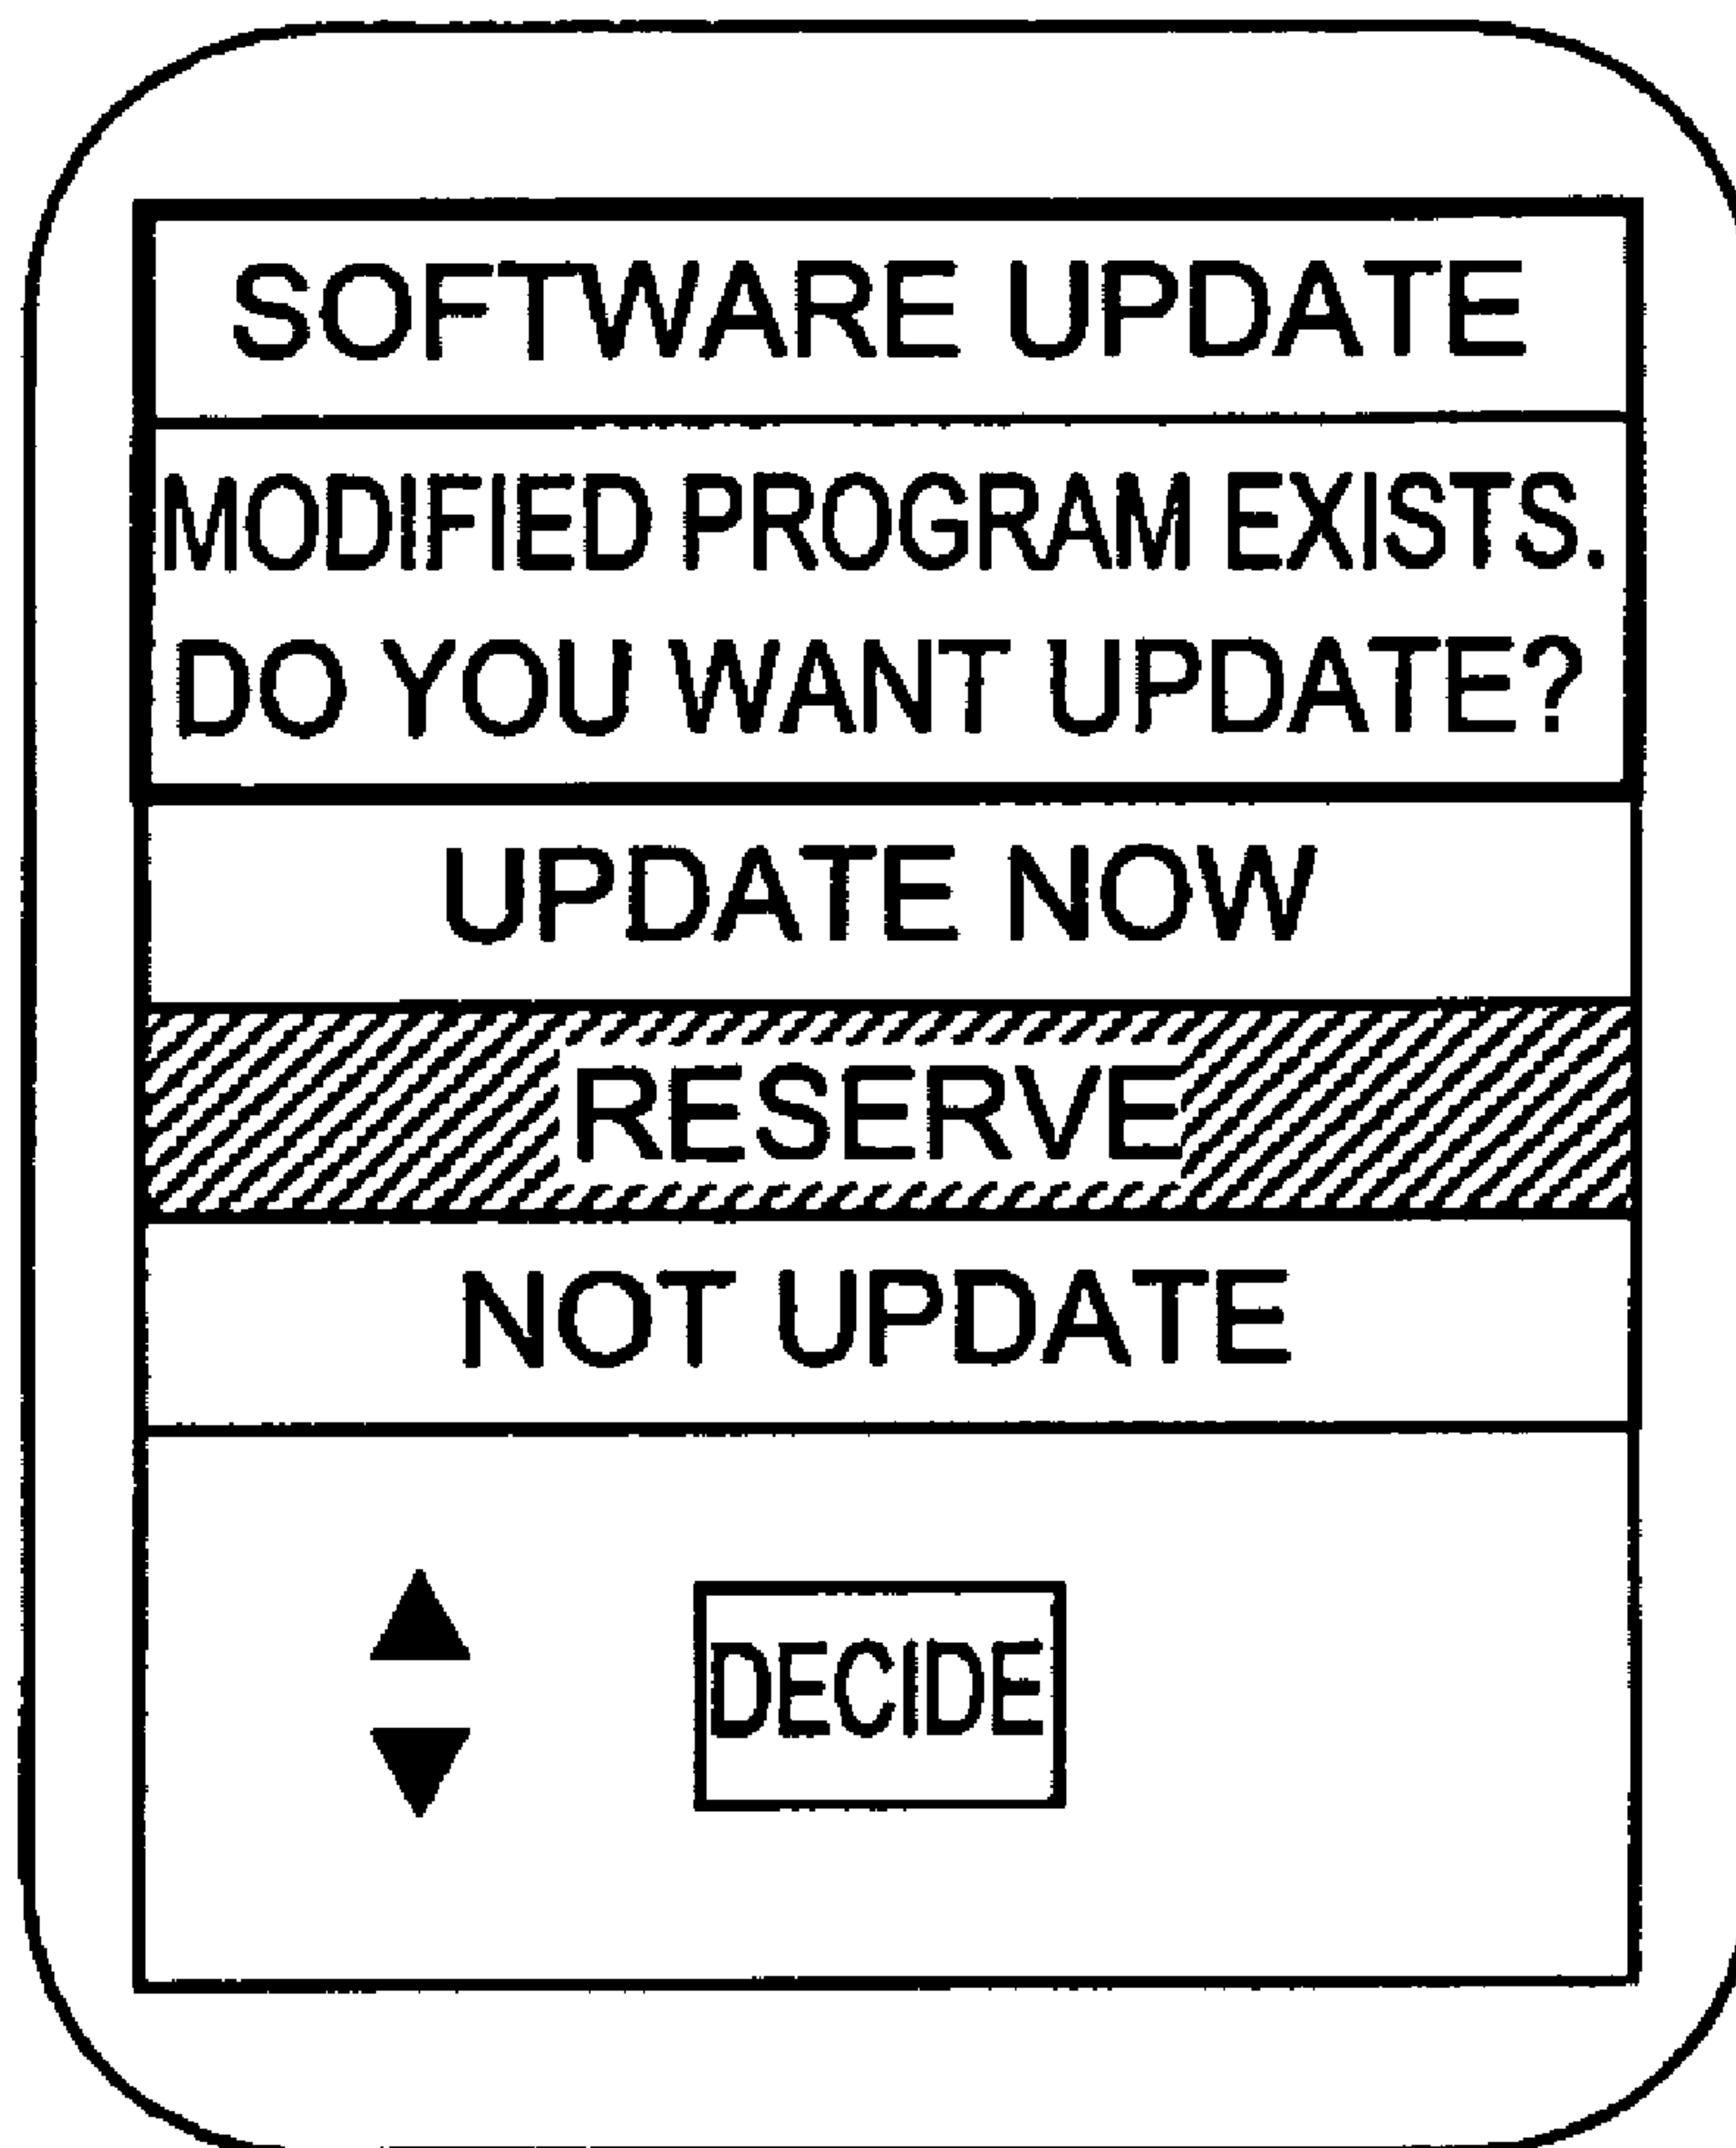 SOFTWARE UPDATE
MODIFIED PROGRAM EXISTS.
DO YOU WANT UPDATE?
UPDATE NOW
RESERVE
NOT UPDATE
DECIDE